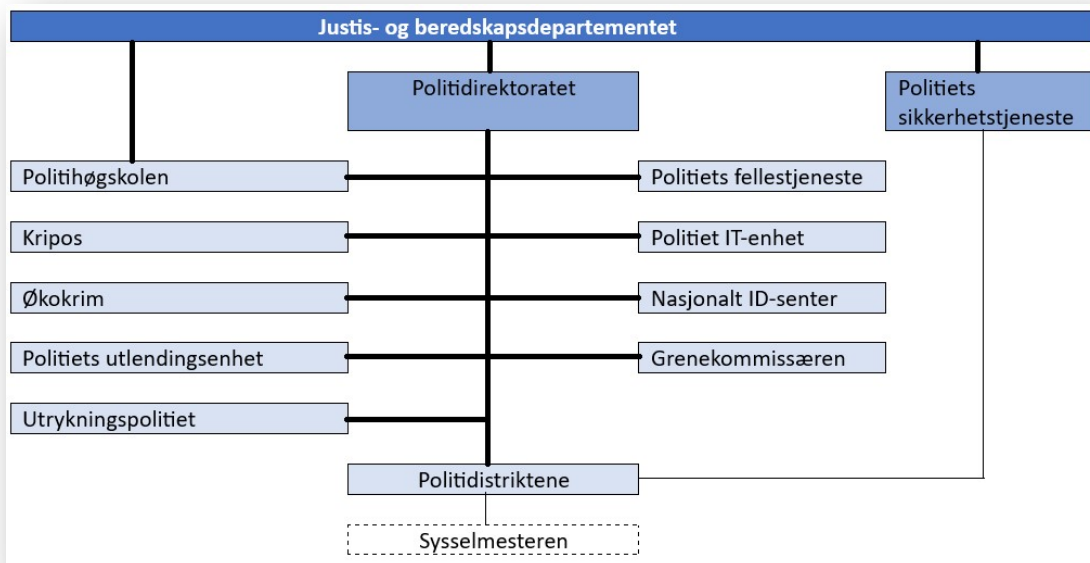 Justis- og beredskapsdepartementet
Politidirektoratet
Politiets
sikkerhetstjeneste
Politihøgskolen
Politiets fellestjeneste
Kripos
Politiet IT-enhet
Økokrim
Nasjonalt ID-senter
Politiets utlendingsenhet
Grenekommissæren
Utrykningspolitiet
Politidistriktene
Sysselmesteren